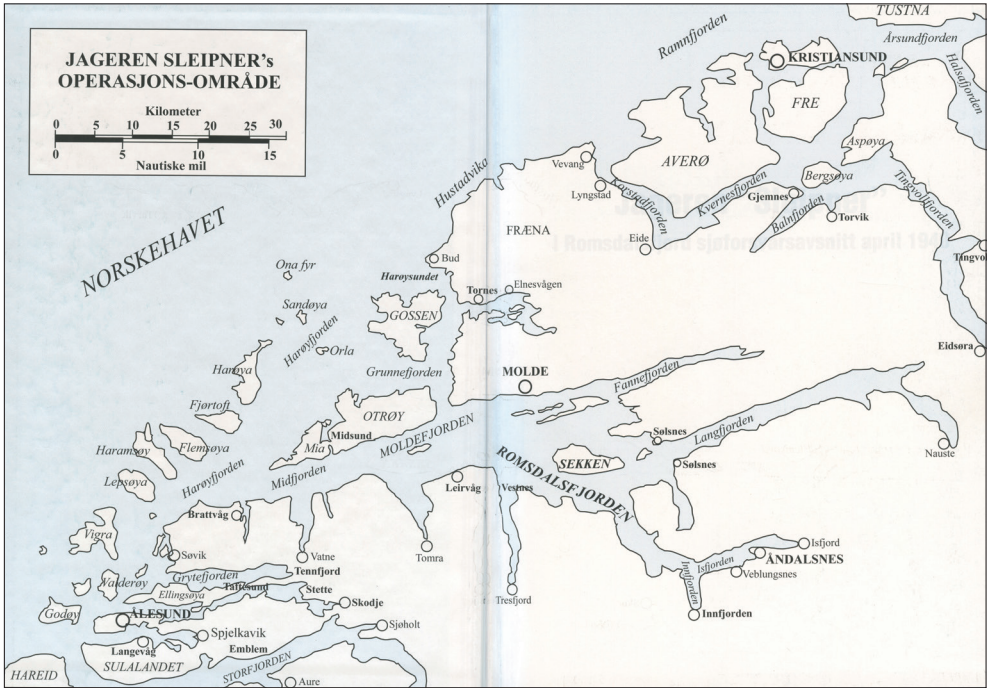 JAGEREN SLEIPNER's
OPERASJONS-OMRÅDE
Kilometer
0 5 10 15 20 25 30
0 5 10 15
Nautiske mil
TUSTNA
Årsundfjorden
Ramnfjorden
Halsafjorden
KRISTIANSUND
FRE
AVERØ
Aspøya
Bergsøya
Tingvollfjorden
Vevang
Lyngstad
Korstadfjorden
Kvernesfjorden
Gjemnes
Batnfjorden
Torvik
Hustadvika
FRÆNA
Eide
Tingvol
NORSKEHAVET
Bud
Harøysundet
Ona fyr
Tornes
Elnesvågen
Sandøya
GOSSEN
Harøyfjorden
Orla
Eidsøra
Harøya
Grunnefjorden
MOLDE
Fannefjorden
Fjørtoft
OTRØY
Midsund
Mia
MOLDEFJORDEN
Sølsnes
Langfjorden
Haramsøy
Flemsøya
Nauste
Lepsøya
Harøyfjorden
Midfjorden
SEKKEN
Sølsnes
ROMSDALSFJORDEN
Leirvåg
Vestnes
Brattvåg
Vigra
Søvik
Vatne
Tomra
Isfjord
ÅNDALSNES
Isfjorden
Veblungsnes
Innfjorden
Tennfjord
Grytefjorden
Valderøy
Taftesund
Stette
Ellingsøya
Tresfjord
Godøy
ÅLESUND
Skodje
Innfjorden
Spjelkavik
Sjøholt
Langevåg
Emblem
SULALANDET
STORFJORDEN
HAREID
Aure